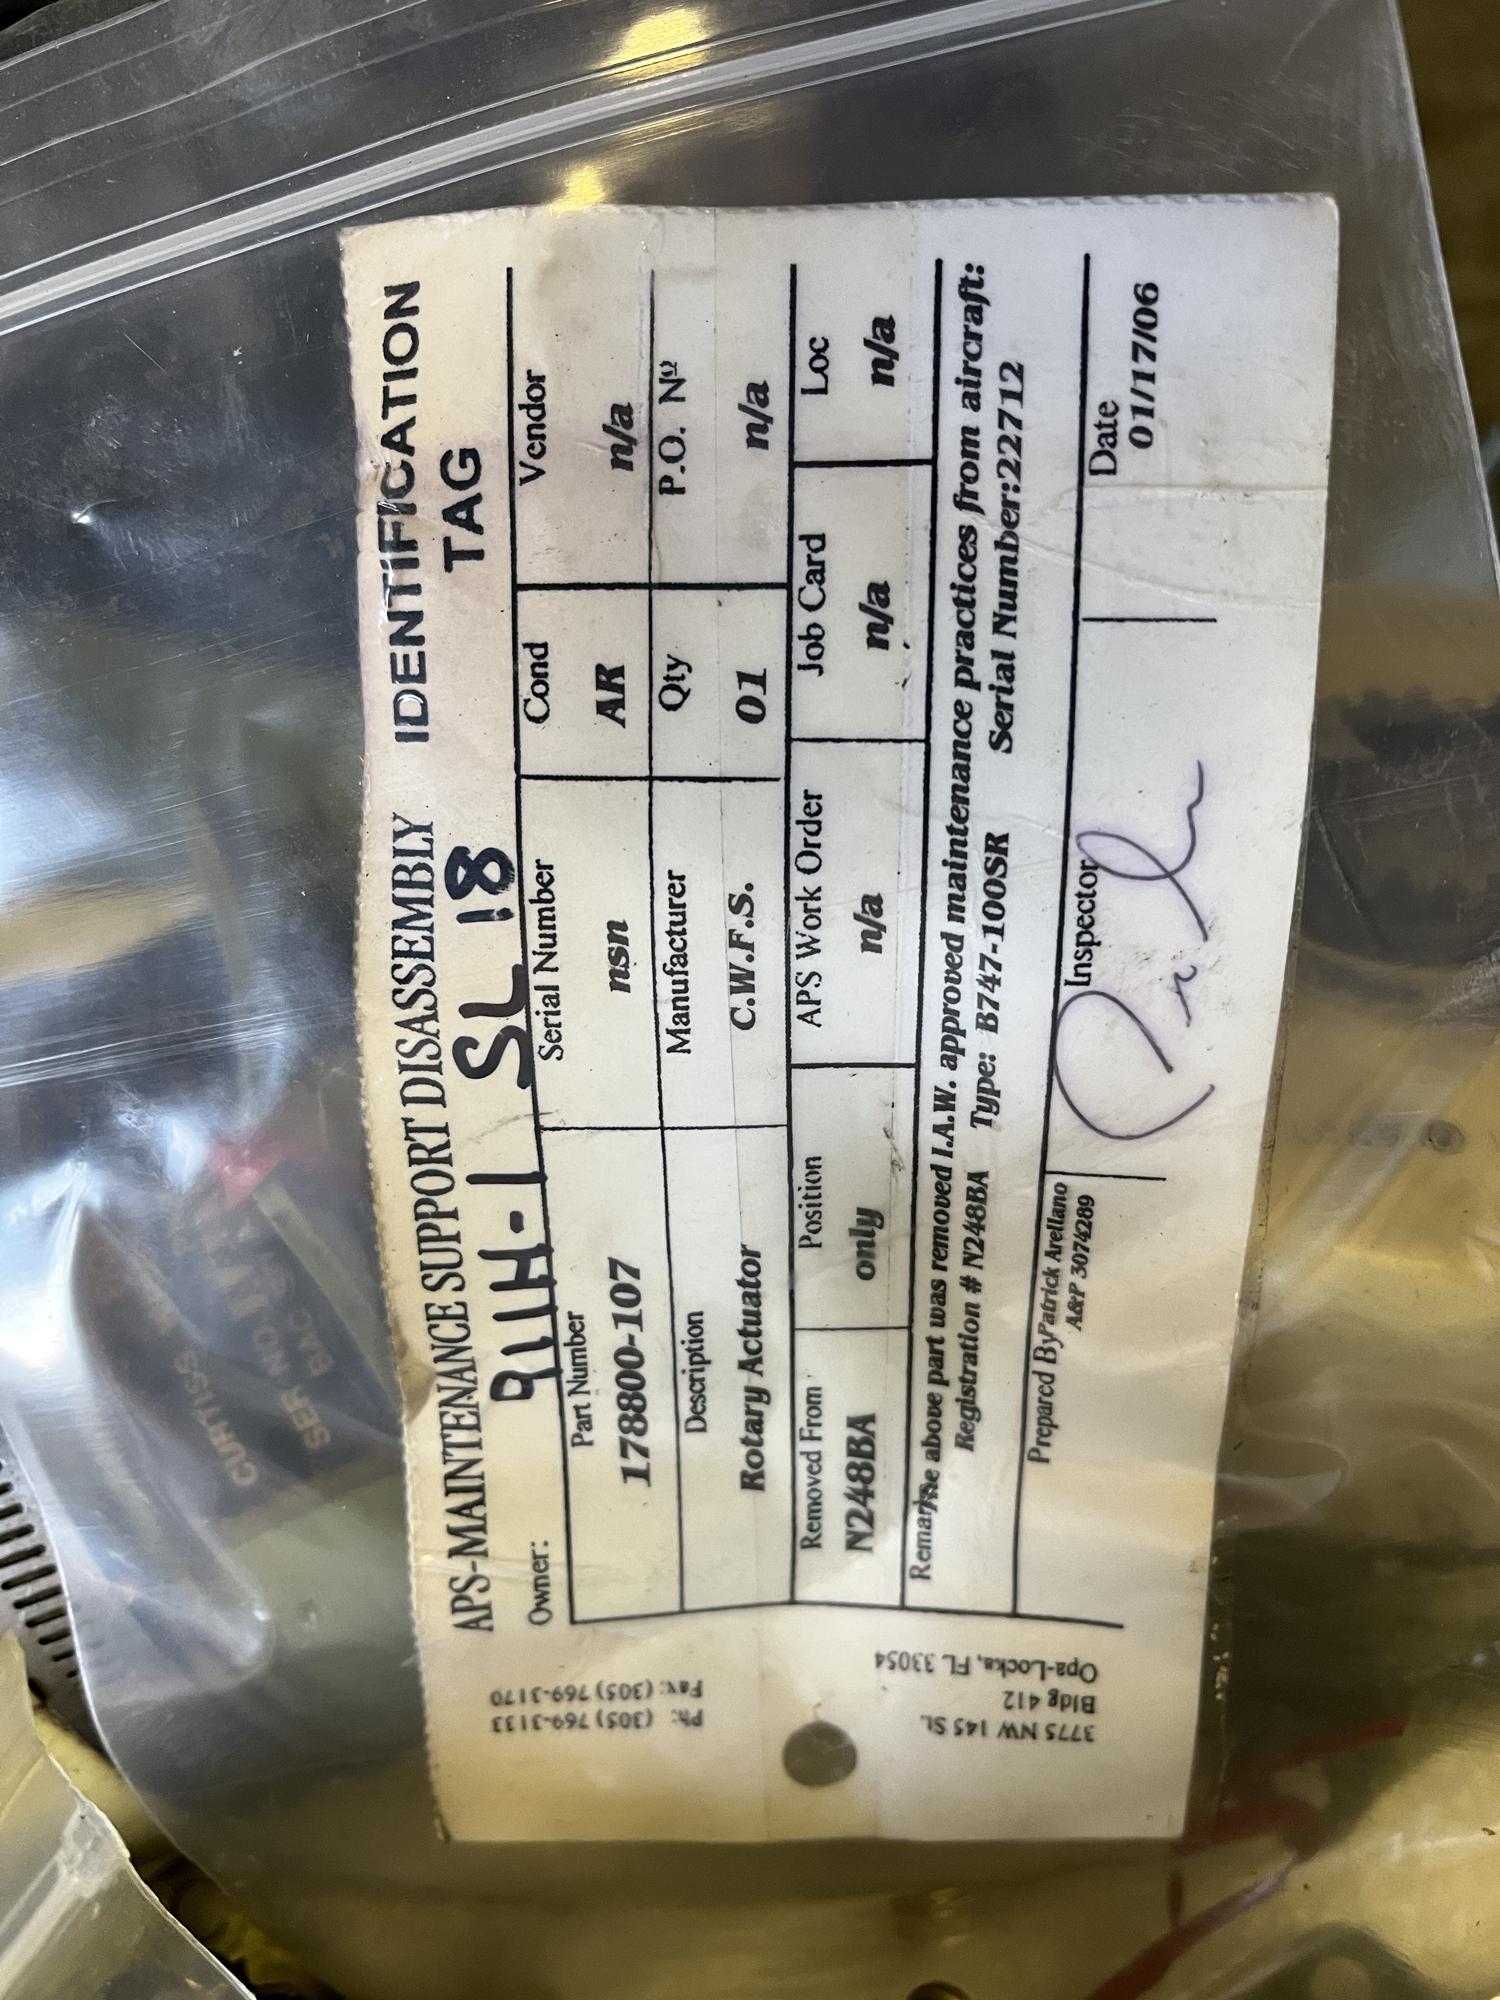 APS-MAINTENANCE SUPPORT DISASSEMBLY IDENTIFICATION
TAG
Owner: 911H-1 SL 18
Part Number Serial Number Cond Vendor
178800-107 nsn AR n/a
Description Manufacturer Qty P.O. Nº
Rotary Actuator C.W.F.S. 01 n/a
Removed From Position APS Work Order Job Card Loc
N248BA only n/a n/a n/a
above part was removed I.A.W. approved maintenance practices from aircraft:
Registration # N248BA Type: B747-100SR Serial Number:22712
Prepared By Patrick Arellano Inspector Date
A&P 3074289 01/17/06
3775 NW 145 St.
Bldg 412
Opa-Locka, FL 33054
Ph: (305) 769-3133
Fax: (305) 769-3170
CURTISS
SER NO
BAC